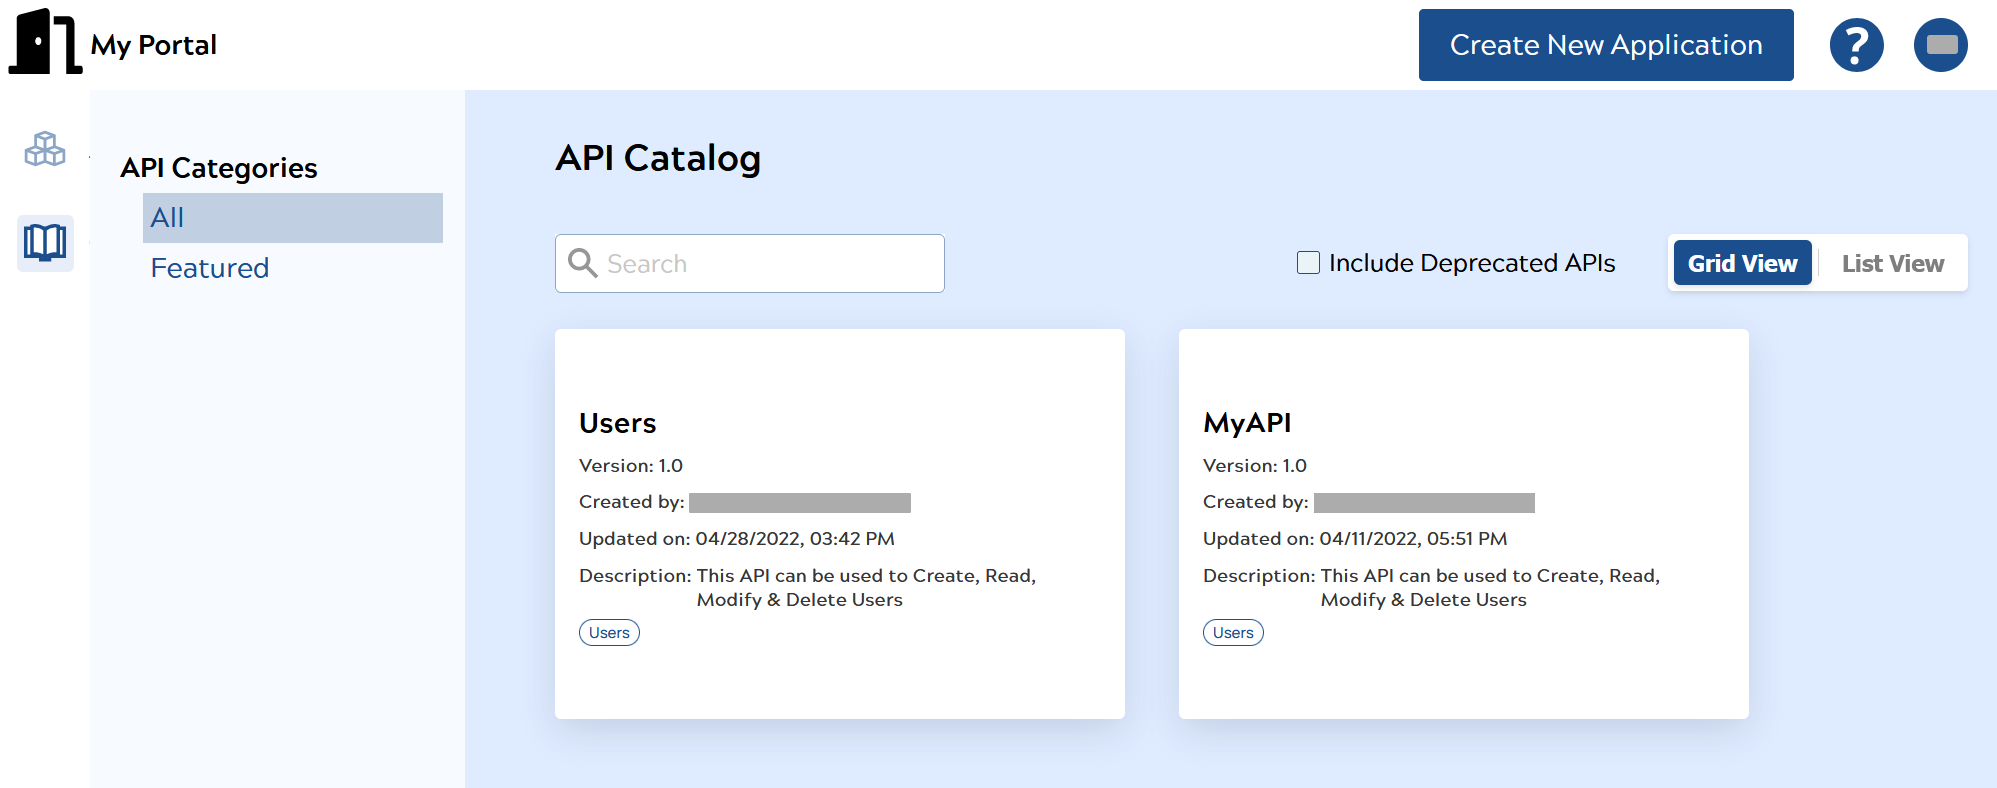 My Portal
Create New Application
?
API Categories
All
Featured
API Catalog
Search
Include Deprecated APIs
Grid View
List View
Users
Version: 1.0
Created by:
Updated on: 04/28/2022, 03:42 PM
Description: This API can be used to Create, Read,
Modify & Delete Users
Users
MyAPI
Version: 1.0
Created by:
Updated on: 04/11/2022, 05:51 PM
Description: This API can be used to Create, Read,
Modify & Delete Users
Users